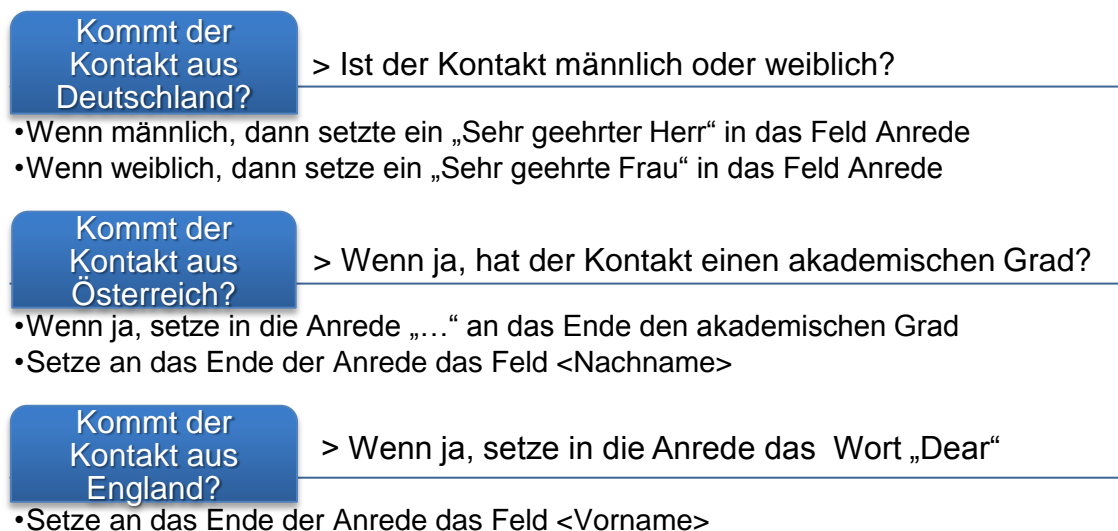 Kommt der
Kontakt aus
Deutschland?
> Ist der Kontakt männlich oder weiblich?
•Wenn männlich, dann setzte ein „Sehr geehrter Herr“ in das Feld Anrede
•Wenn weiblich, dann setze ein „Sehr geehrte Frau“ in das Feld Anrede
Kommt der
Kontakt aus
Österreich?
> Wenn ja, hat der Kontakt einen akademischen Grad?
•Wenn ja, setze in die Anrede „…“ an das Ende den akademischen Grad
•Setze an das Ende der Anrede das Feld <Nachname>
Kommt der
Kontakt aus
England?
> Wenn ja, setze in die Anrede das Wort „Dear“
•Setze an das Ende der Anrede das Feld <Vorname>